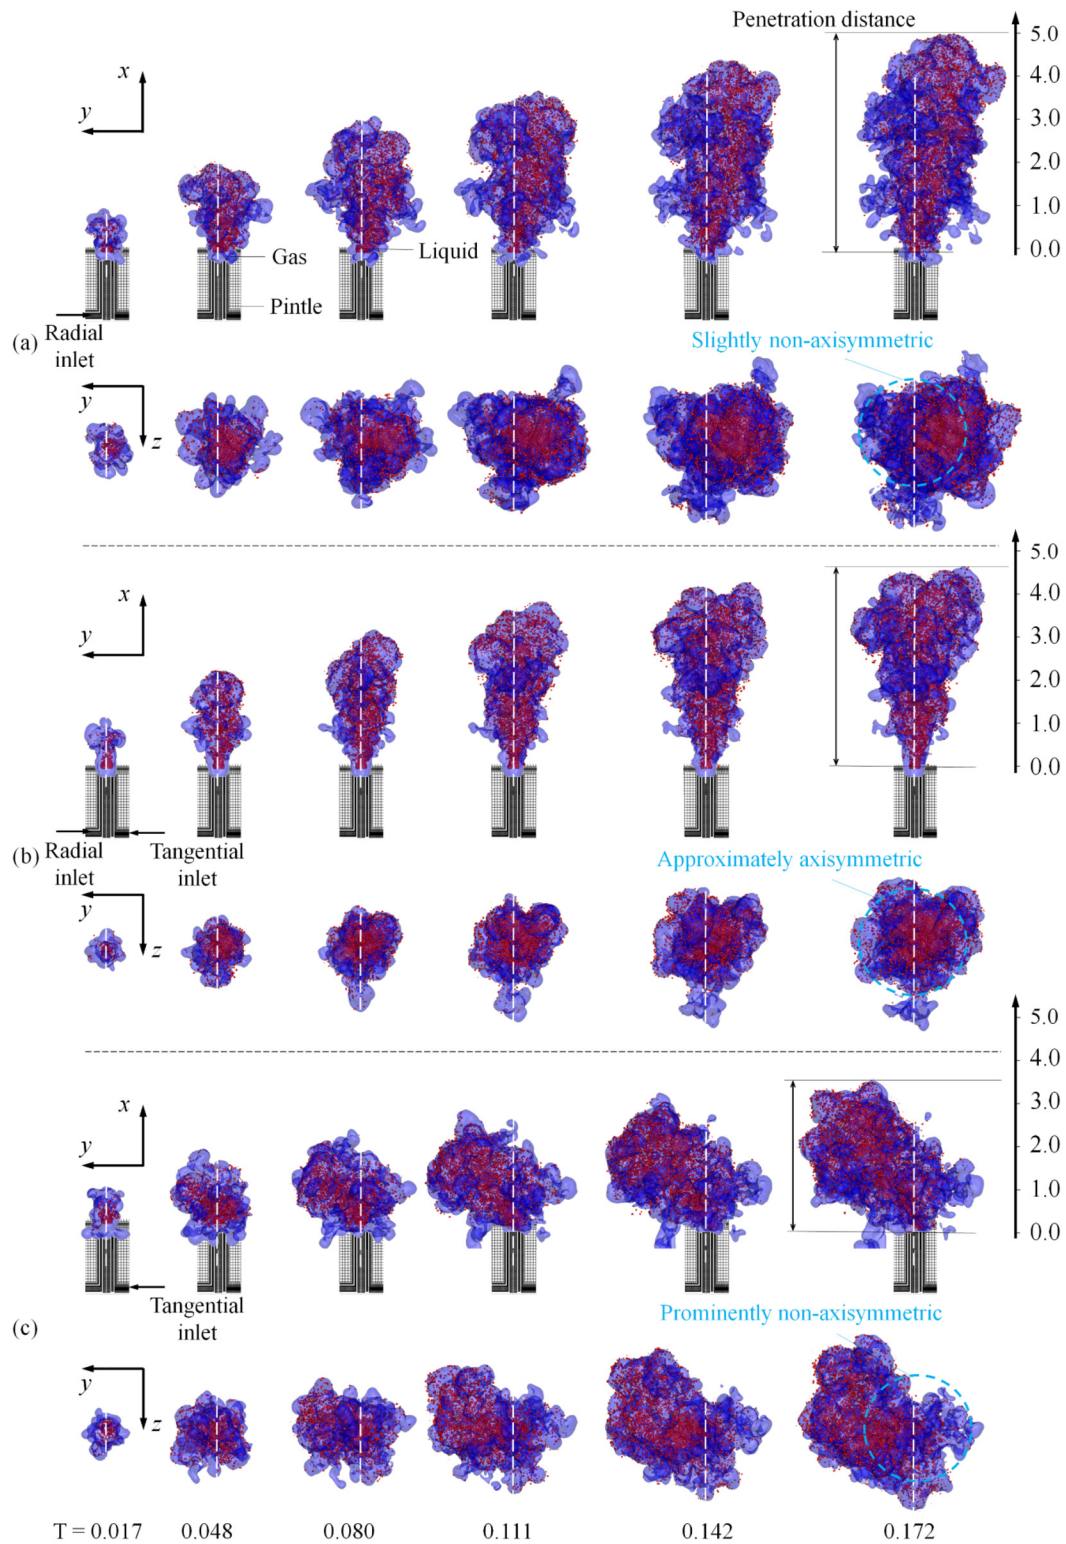 Penetration distance
5.0
x
4.0
y
3.0
2.0
1.0
Liquid
0.0
Gas
Pintle
Radial
inlet
(a)
Slightly non-axisymmetric
y
z
5.0
x
4.0
y
3.0
2.0
1.0
0.0
(b)
Radial
inlet
Tangential
inlet
Approximately axisymmetric
y
z
5.0
4.0
x
3.0
y
2.0
1.0
0.0
Tangential
inlet
(c)
Prominently non-axisymmetric
y
z
T = 0.017 0.048 0.080 0.111 0.142 0.172